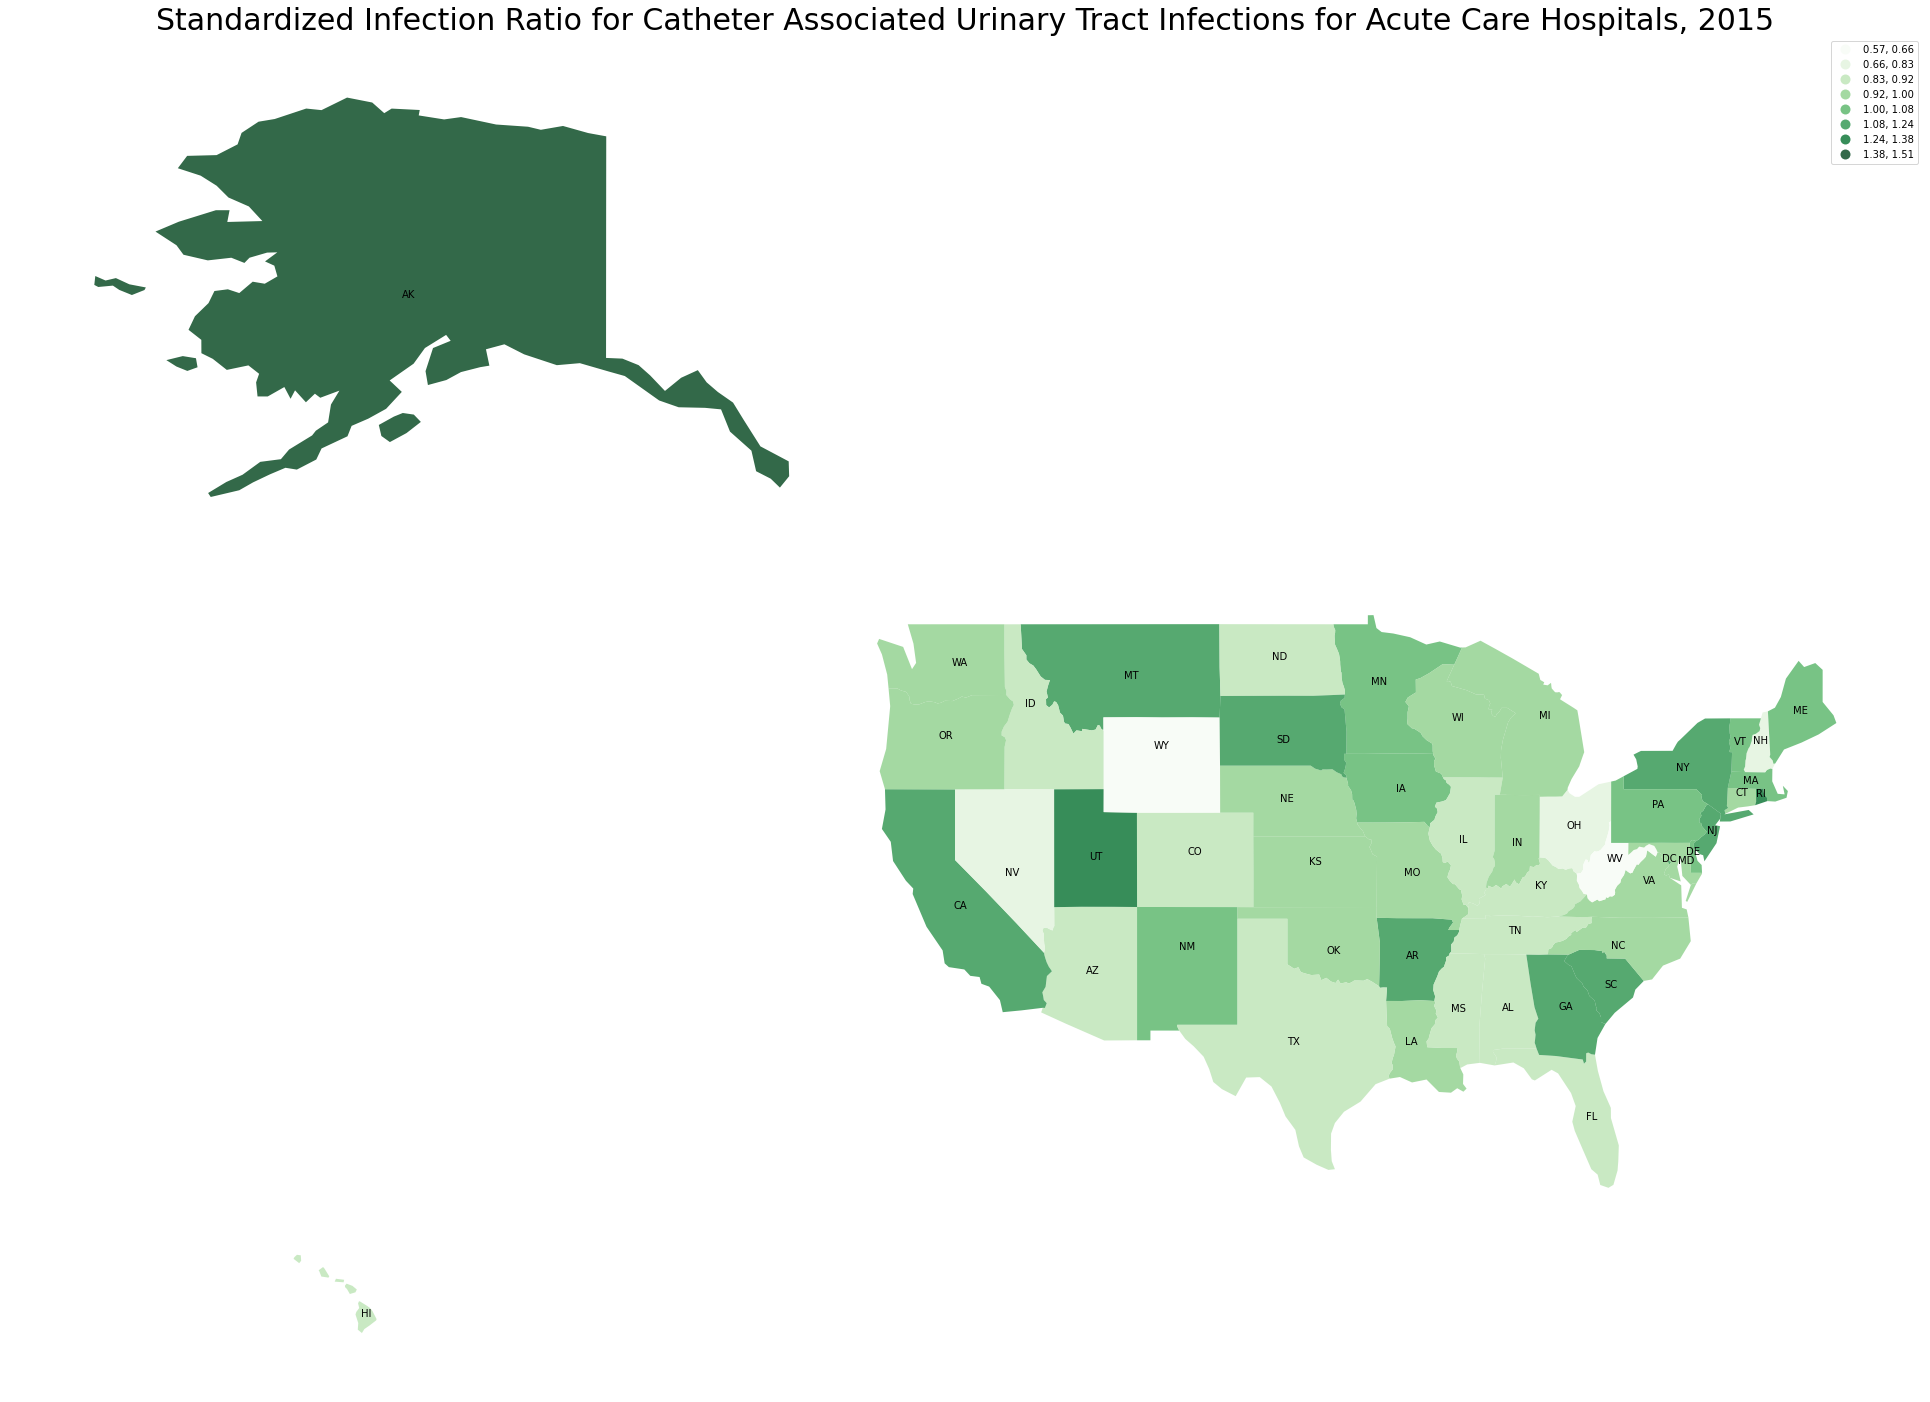 Standardized Infection Ratio for Catheter Associated Urinary Tract Infections for Acute Care Hospitals, 2015
0.57, 0.66
0.66, 0.83
0.83, 0.92
0.92, 1.00
1.00, 1.08
1.08, 1.24
1.24, 1.38
1.38, 1.51
AK
WA
MT
ND
MN
ID
OR
WY
SD
WI
MI
ME
VT
NH
NY
MA
CT
RI
PA
NE
IA
NV
UT
CO
KS
MO
IL
IN
OH
NJ
WV
DC
DE
MD
VA
KY
CA
AZ
NM
OK
AR
TN
NC
SC
TX
LA
MS
AL
GA
FL
HI